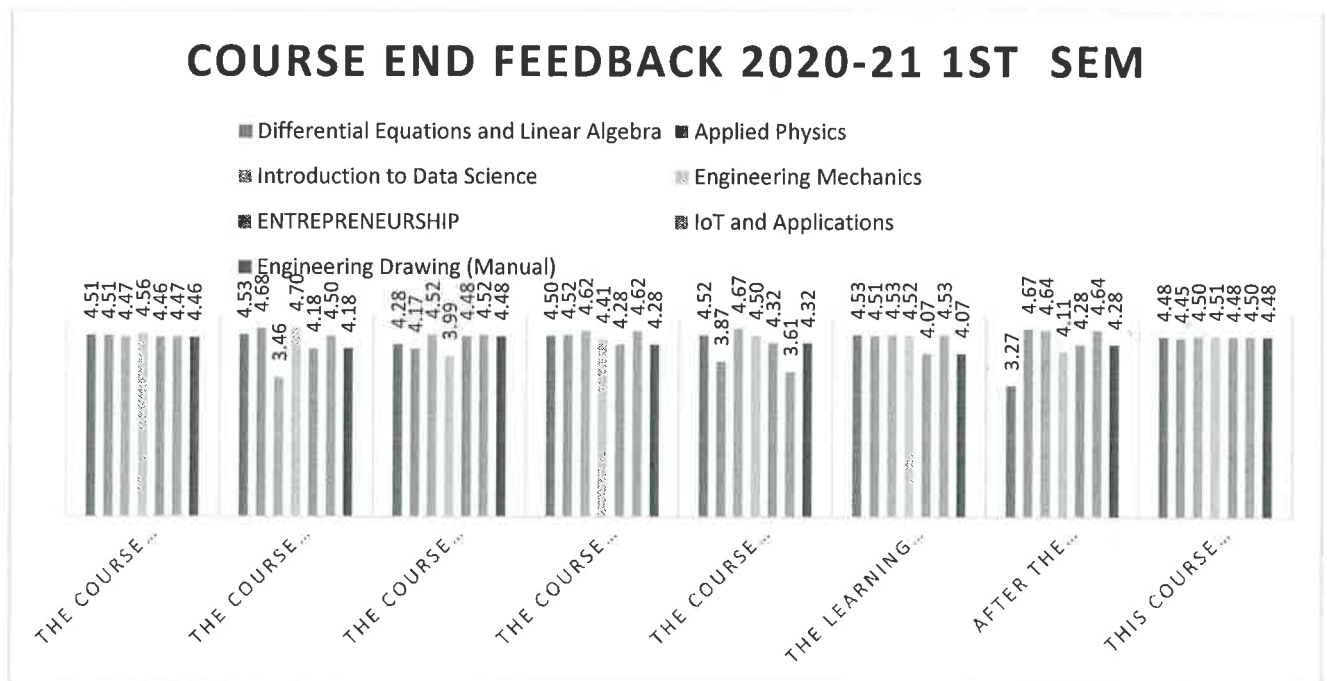 COURSE END FEEDBACK 2020-21 1ST SEM
Differential Equations and Linear Algebra Applied Physics
Introduction to Data Science Engineering Mechanics
ENTREPRENEURSHIP IoT and Applications
Engineering Drawing (Manual)
4.51 4.51 4.47 4.56 4.46 4.47 4.46
4.53 4.68 3.46 4.70 4.18 4.50 4.18
4.28 4.17 4.52 3.99 4.48 4.52 4.48
4.50 4.52 4.62 4.41 4.28 4.62 4.28
4.52 3.87 4.67 4.50 4.32 3.61 4.32
4.53 4.51 4.53 4.52 4.07 4.53 4.07
3.27 4.67 4.64 4.11 4.28 4.64 4.28
4.48 4.45 4.50 4.51 4.48 4.50 4.48
THE COURSE…
THE COURSE…
THE COURSE…
THE COURSE…
THE COURSE…
THE LEARNING…
AFTER THE…
THIS COURSE…